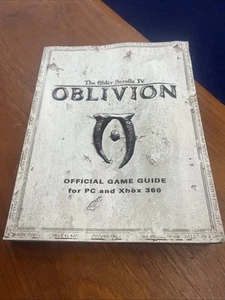 The Elder Scrolls IV
OBLIVION
OFFICIAL GAME GUIDE
for PC and Xbox 360